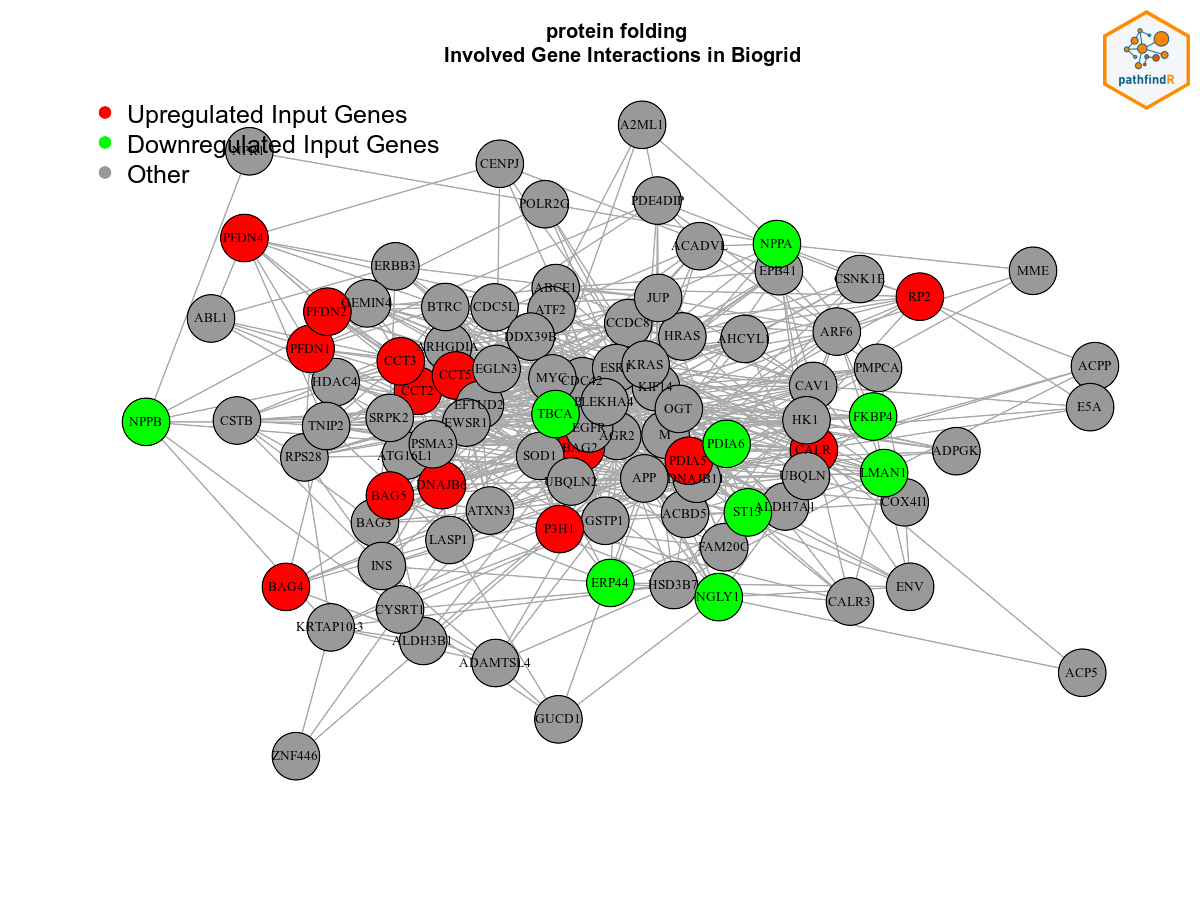 protein folding
Involved Gene Interactions in Biogrid
pathfindR
Upregulated Input Genes
Downregulated Input Genes
Other
NPR1
A2ML1
CENPJ
POLR2G
PDE4DIP
PFDN4
ACADVL
NPPA
ERBB3
EPB41
MME
CSNK1E
ABCE1
RP2
GEMIN4
BTRC
CDC5L
ATF2
JUP
PFDN2
ABL1
CCDC8
DDX39B
HRAS
AHCYL1
ARF6
PFDN1
ARHGDIA
CCT3
CCT5
EGLN3
ESR1
KRAS
PMPCA
ACPP
HDAC4
CCT2
MYC
CDC42
KIF14
CAV1
EFTUD2
PLEKHA4
OGT
E5A
NPPB
CSTB
SRPK2
TNIP2
EWSR1
TBCA
EGFR
AGR2
M
HK1
FKBP4
PSMA3
PDIA6
RPS28
ATG16L1
SOD1
BAG2
PDIA5
CALR
ADPGK
DNAJB6
UBQLN2
APP
DNAJB11
UBQLN
LMAN1
BAG5
BAG3
ATXN3
P3H1
GSTP1
ACBD5
ST13
ALDH7A1
COX4I1
LASP1
FAM20C
INS
BAG4
ERP44
HSD3B7
NGLY1
CALR3
ENV
CYSRT1
KRTAP10-3
ALDH3B1
ADAMTSL4
ACP5
GUCD1
ZNF446